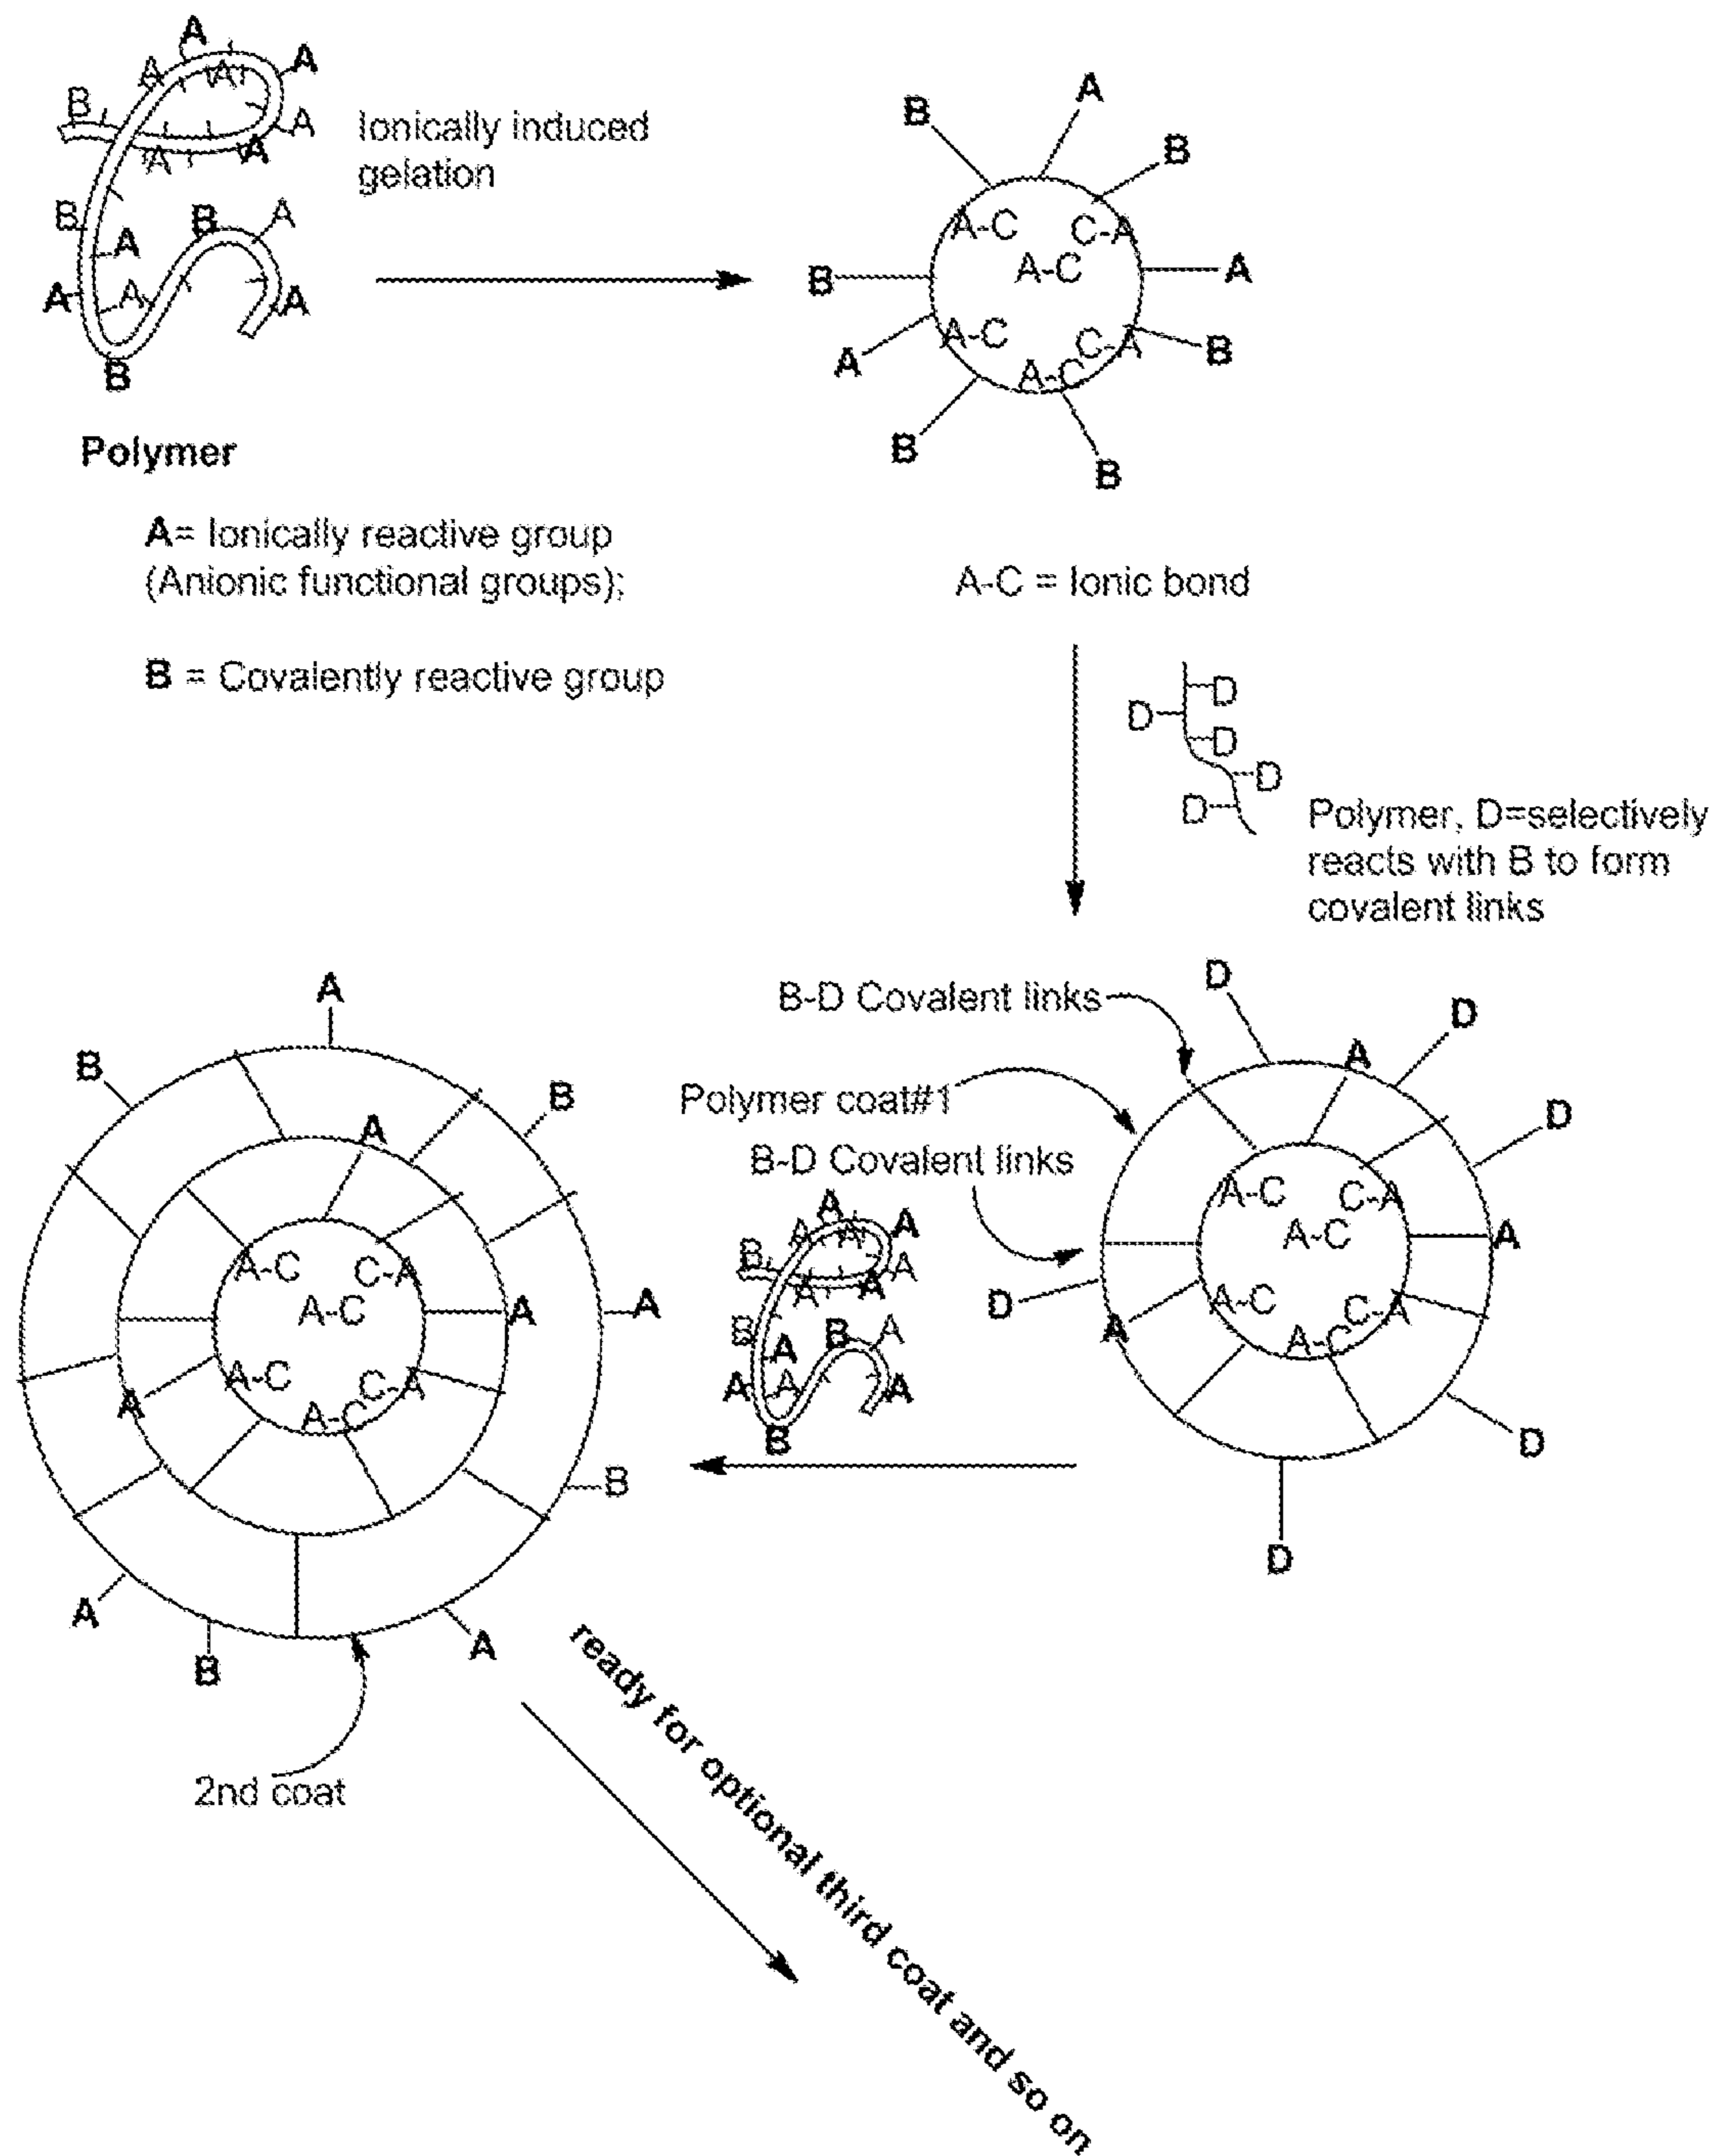 A
A
A
A
B
A
A
A
Ionically induced
gelation
B
A
B
A
A
A
A
B
Polymer
A= Ionically reactive group
(Anionic functional groups);
B = Covalently reactive group
B
A
B
A-C
C-A
A-C
B
A
A-C
C-A
A-C
A
B
B
B
A-C = Ionic bond
D
D
D
D
D
Polymer, D=selectively
reacts with B to form
covalent links
B-D Covalent links
Polymer coat#1
B-D Covalent links
D
D
A
D
A-C
C-A
A-C
A
D
A-C
C-A
A-C
A
D
D
A
A
A
A
B
A
A
A
B
A
B
A
A
A
A
B
A
B
B
A
A-C
C-A
A-C
A
A
A-C
C-A
A-C
A
B
A
B
A
2nd coat
ready for optional third coat and so on